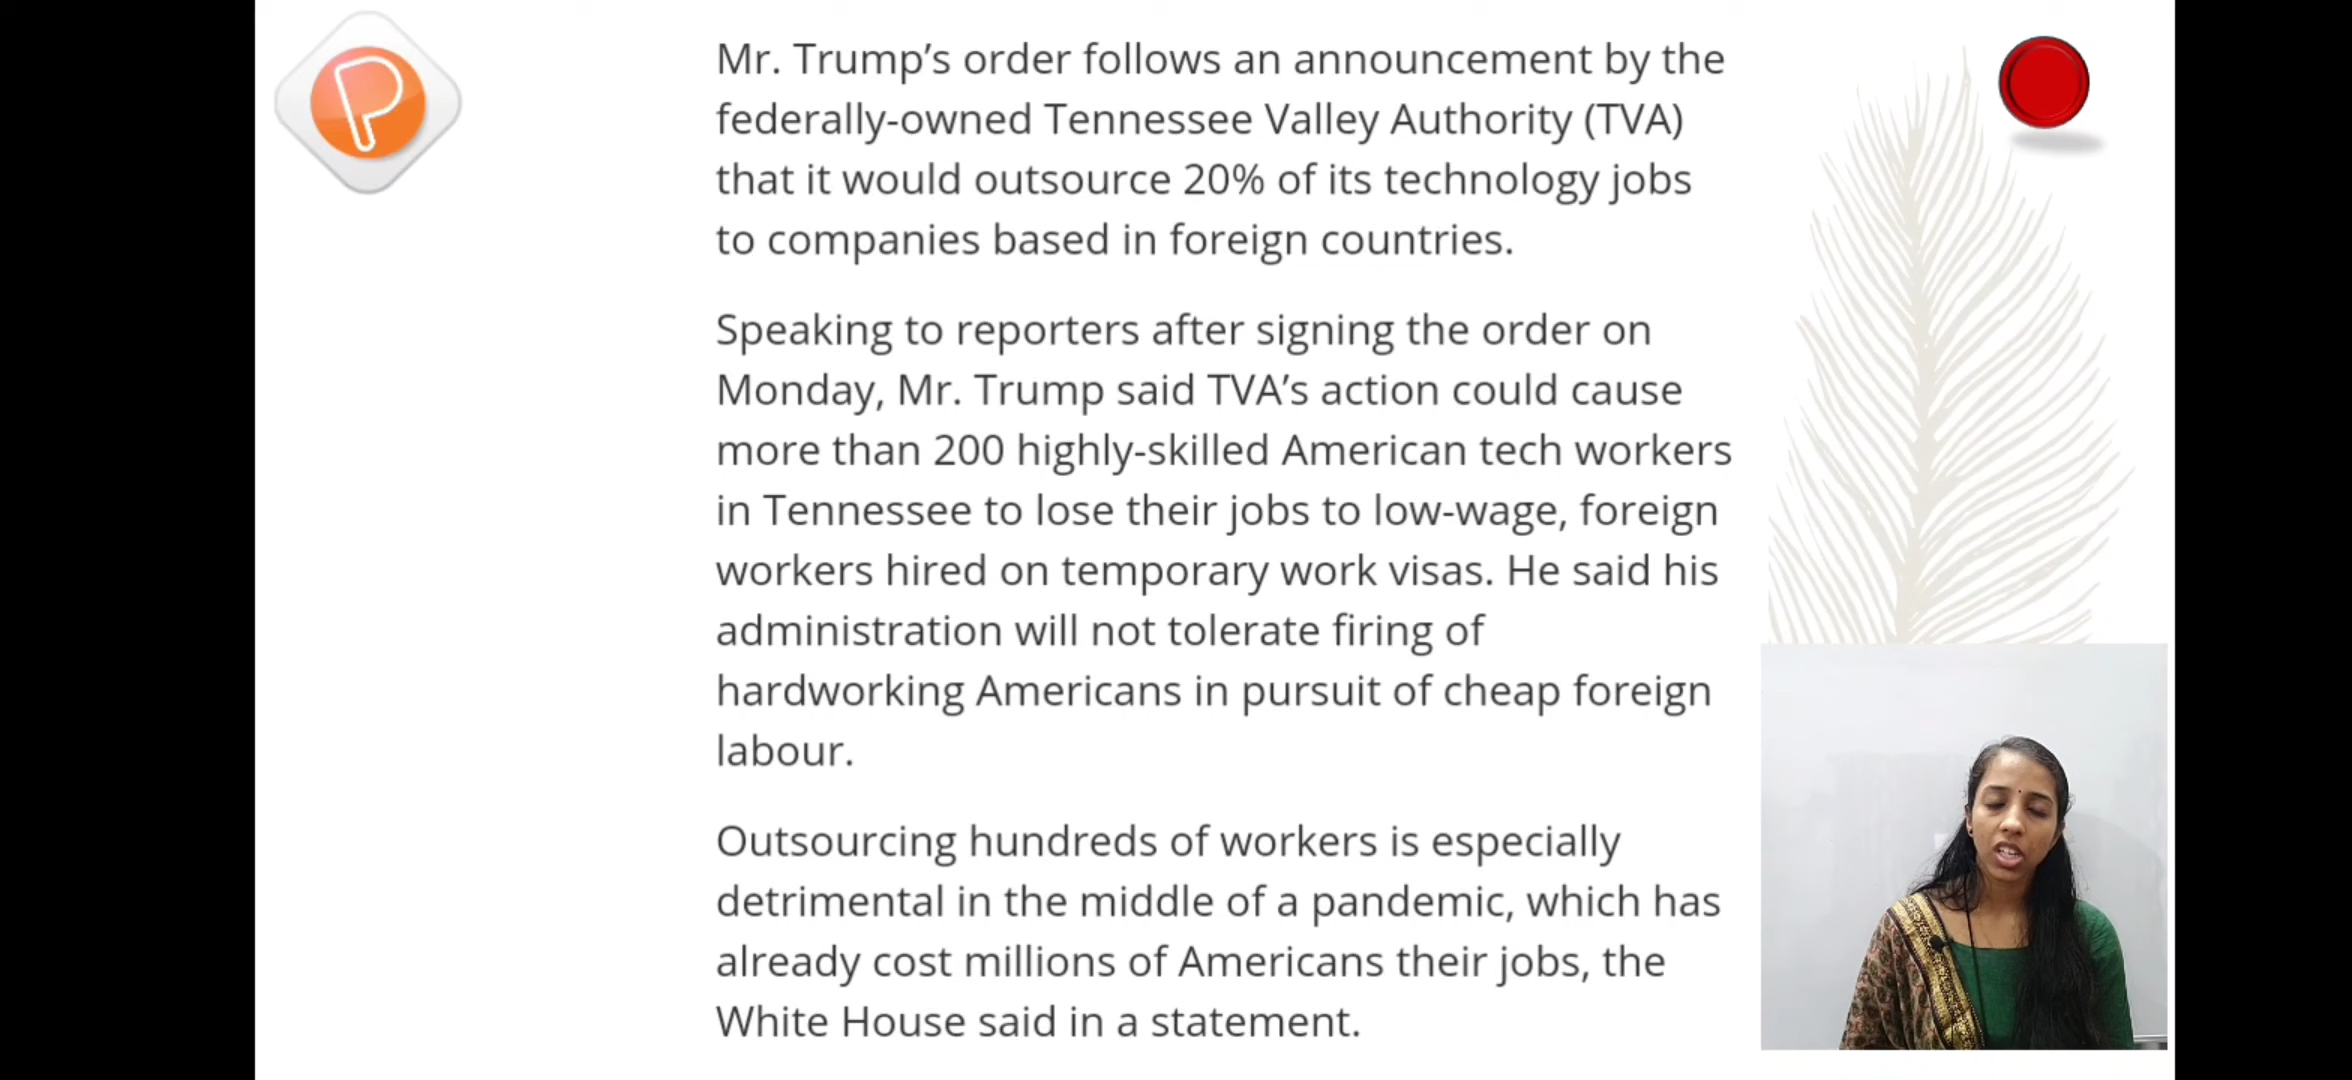 Mr. Trump’s order follows an announcement by the
federally-owned Tennessee Valley Authority (TVA)
that it would outsource 20% of its technology jobs
to companies based in foreign countries.
Speaking to reporters after signing the order on
Monday, Mr. Trump said TVA’s action could cause
more than 200 highly-skilled American tech workers
in Tennessee to lose their jobs to low-wage, foreign
workers hired on temporary work visas. He said his
administration will not tolerate firing of
hardworking Americans in pursuit of cheap foreign
labour.
Outsourcing hundreds of workers is especially
detrimental in the middle of a pandemic, which has
already cost millions of Americans their jobs, the
White House said in a statement.